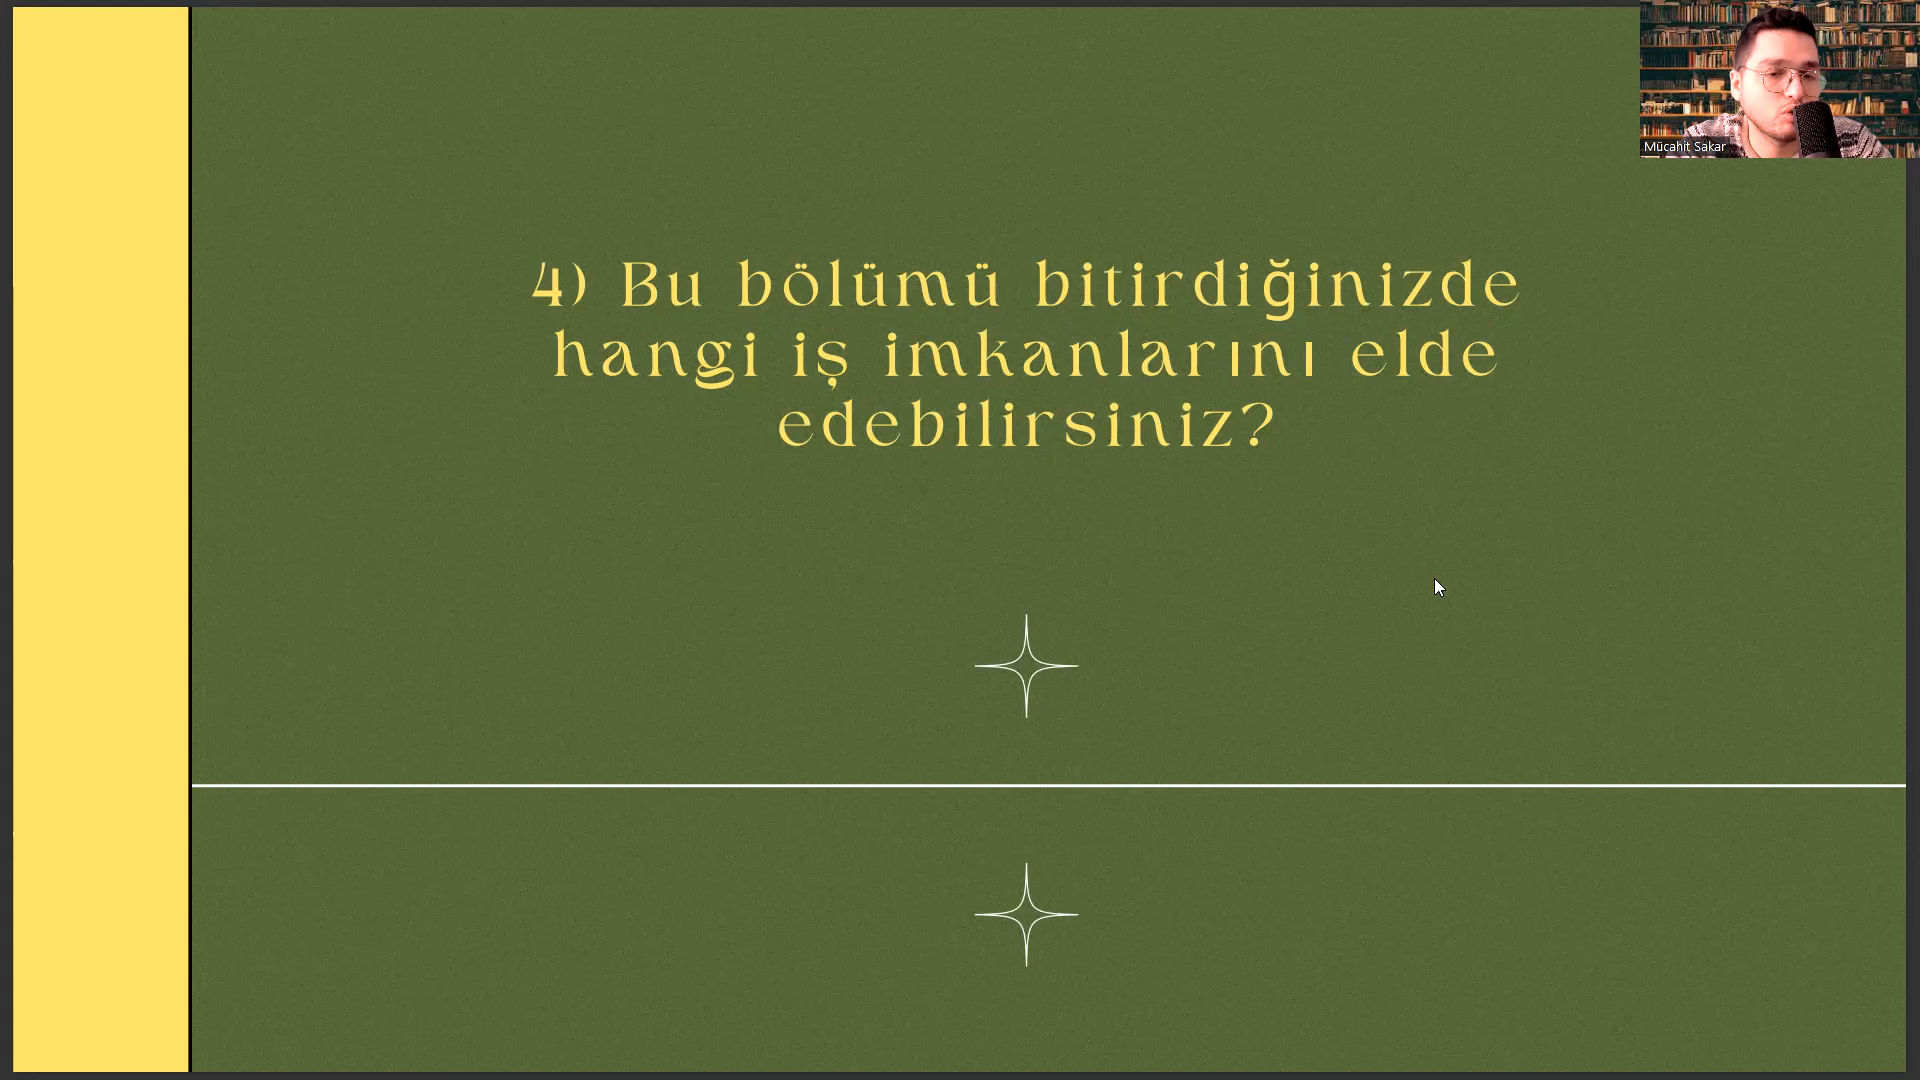 4) Bu bölümü bitirdiğinizde
hangi iş imkanlarını elde
edebilirsiniz?
Mücahit Sakar